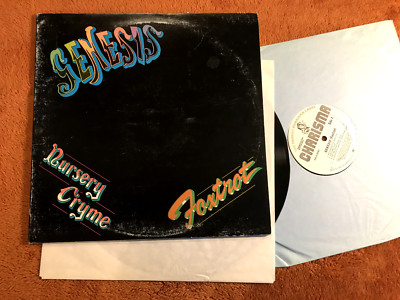 GENESIS
Nursery
Cryme
Foxtrot
CHARISMA